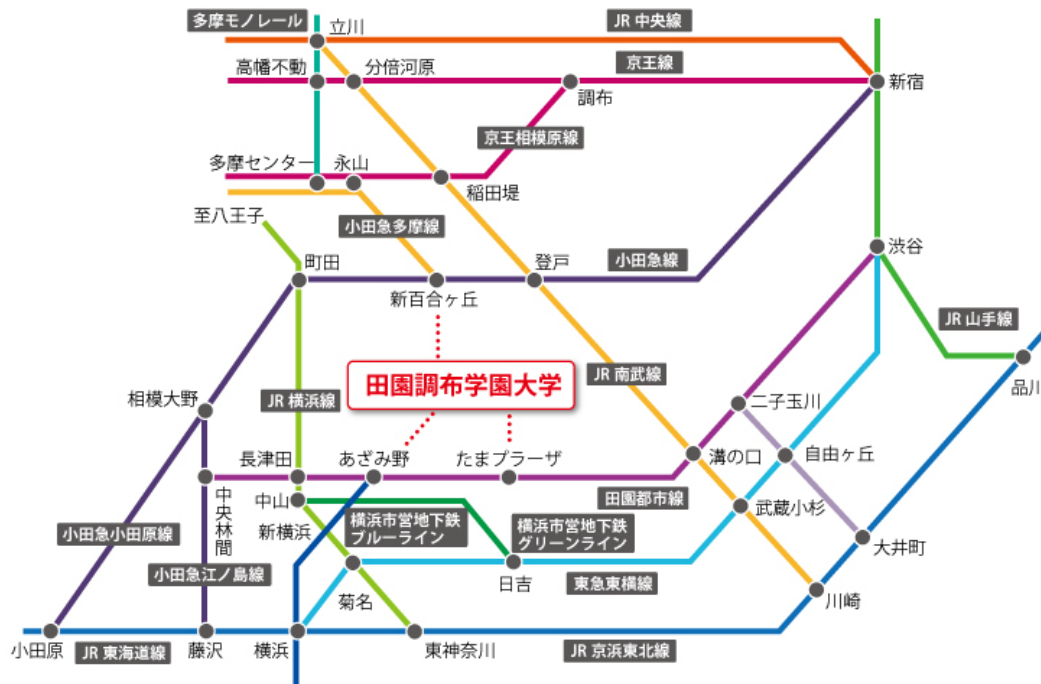 多摩モノレール
立川
JR 中央線
高幡不動
分倍河原
京王線
新宿
調布
京王相模原線
多摩センター
永山
稲田堤
至八王子
小田急多摩線
渋谷
町田
登戸
小田急線
新百合ヶ丘
JR 山手線
品川
田園調布学園大学
JR 南武線
相模大野
JR 横浜線
二子玉川
長津田
あざみ野
たまプラーザ
溝の口
自由ヶ丘
中央林間
中山
田園都市線
武蔵小杉
新横浜
横浜市営地下鉄
ブルーライン
横浜市営地下鉄
グリーンライン
小田急小田原線
大井町
小田急江ノ島線
日吉
東急東横線
菊名
川崎
小田原
JR 東海道線
藤沢
横浜
東神奈川
JR 京浜東北線